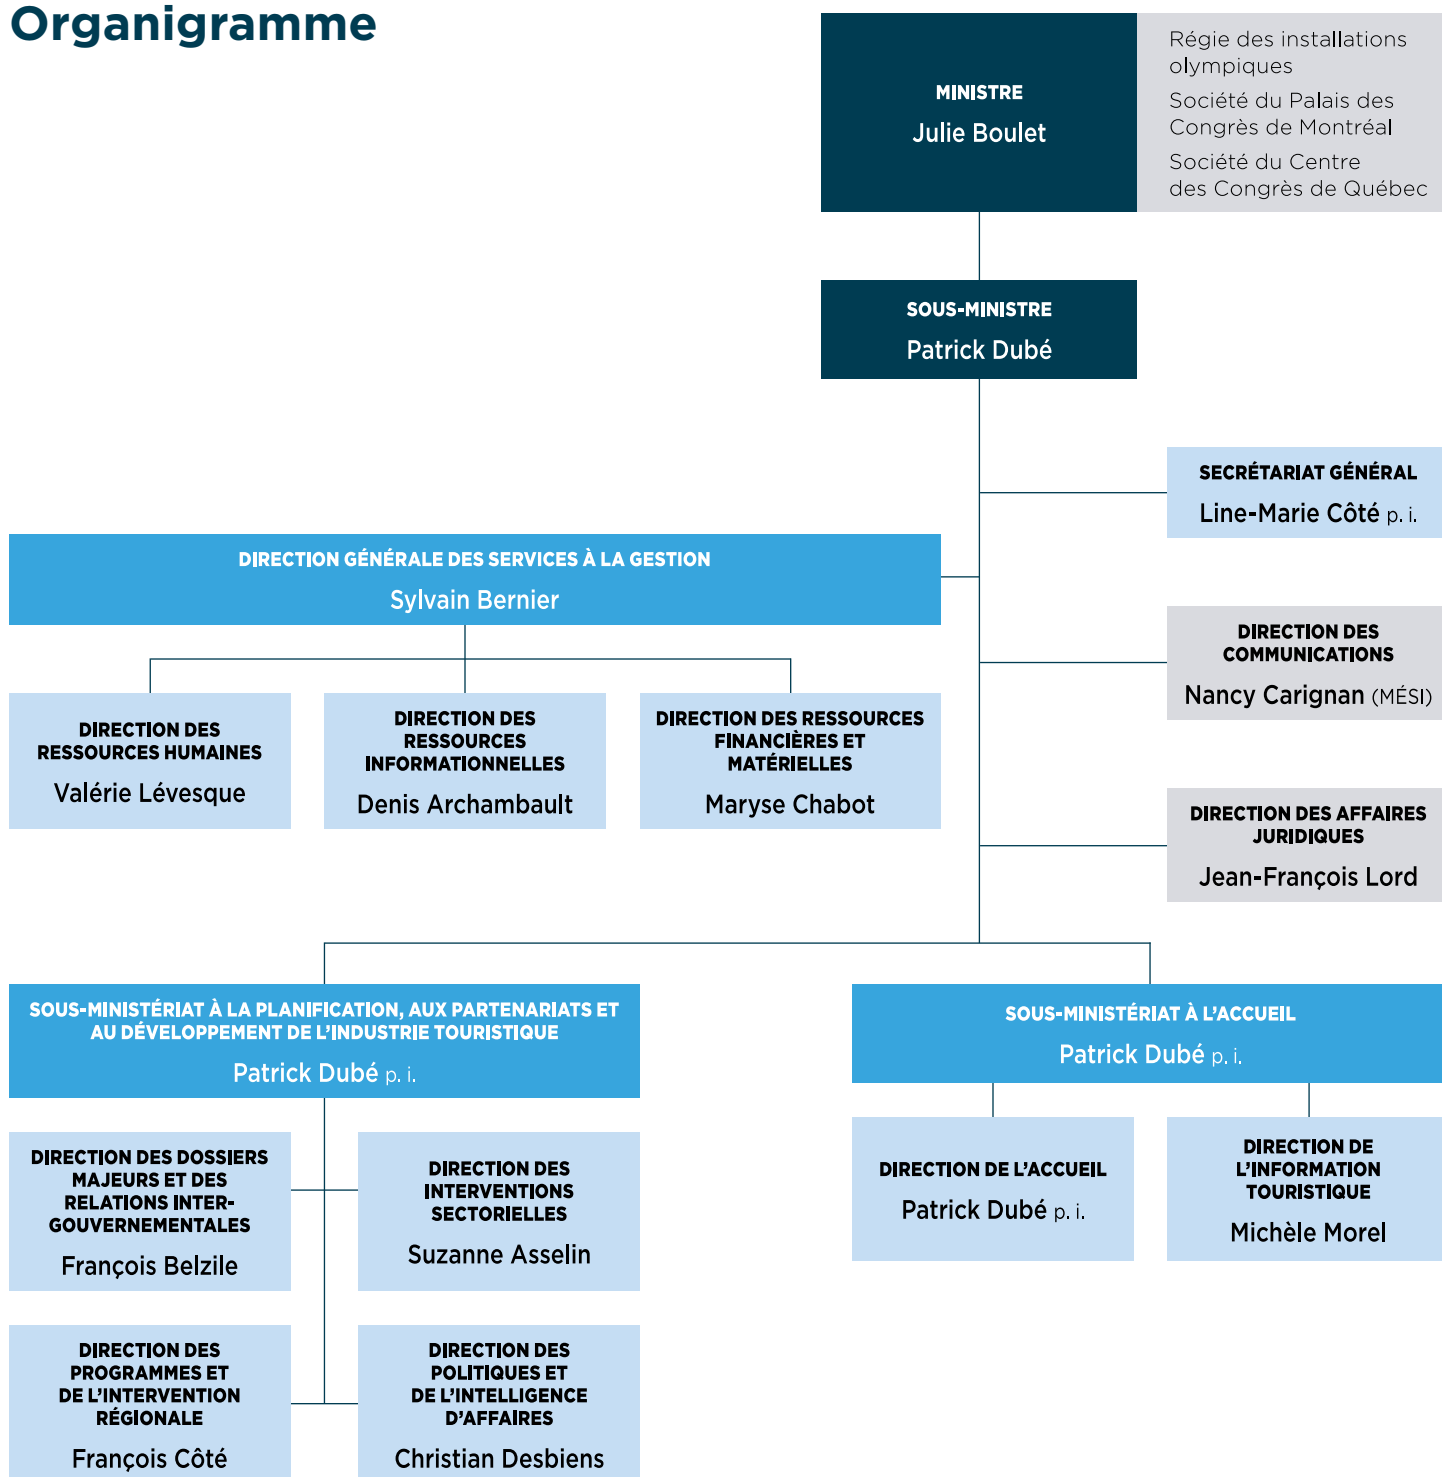 Organigramme
MINISTRE
Julie Boulet
Régie des installations
olympiques
Société du Palais des
Congrès de Montréal
Société du Centre
des Congrès de Québec
SOUS-MINISTRE
Patrick Dubé
SECRÉTARIAT GÉNÉRAL
Line-Marie Côté p. i.
DIRECTION GÉNÉRALE DES SERVICES À LA GESTION
Sylvain Bernier
DIRECTION DES
COMMUNICATIONS
Nancy Carignan (MÉSI)
DIRECTION DES
RESSOURCES HUMAINES
Valérie Lévesque
DIRECTION DES
RESSOURCES
INFORMATIONNELLES
Denis Archambault
DIRECTION DES RESSOURCES
FINANCIÈRES ET
MATÉRIELLES
Maryse Chabot
DIRECTION DES AFFAIRES
JURIDIQUES
Jean-François Lord
SOUS-MINISTÉRIAT À LA PLANIFICATION, AUX PARTENARIATS ET
AU DÉVELOPPEMENT DE L'INDUSTRIE TOURISTIQUE
Patrick Dubé p. i.
SOUS-MINISTÉRIAT À L'ACCUEIL
Patrick Dubé p. i.
DIRECTION DES DOSSIERS
MAJEURS ET DES
RELATIONS INTER-
GOUVERNEMENTALES
François Belzile
DIRECTION DES
INTERVENTIONS
SECTORIELLES
Suzanne Asselin
DIRECTION DE L'ACCUEIL
Patrick Dubé p. i.
DIRECTION DE
L'INFORMATION
TOURISTIQUE
Michèle Morel
DIRECTION DES
PROGRAMMES ET
DE L'INTERVENTION
RÉGIONALE
François Côté
DIRECTION DES
POLITIQUES ET
DE L'INTELLIGENCE
D'AFFAIRES
Christian Desbiens